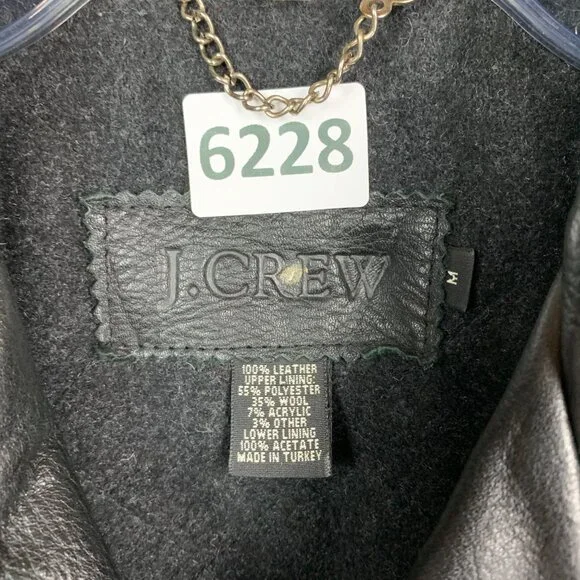 6228
J.CREW
M
100% LEATHER
UPPER LINING:
55% POLYESTER
35% WOOL
7% ACRYLIC
3% OTHER
LOWER LINING
100% ACETATE
MADE IN TURKEY